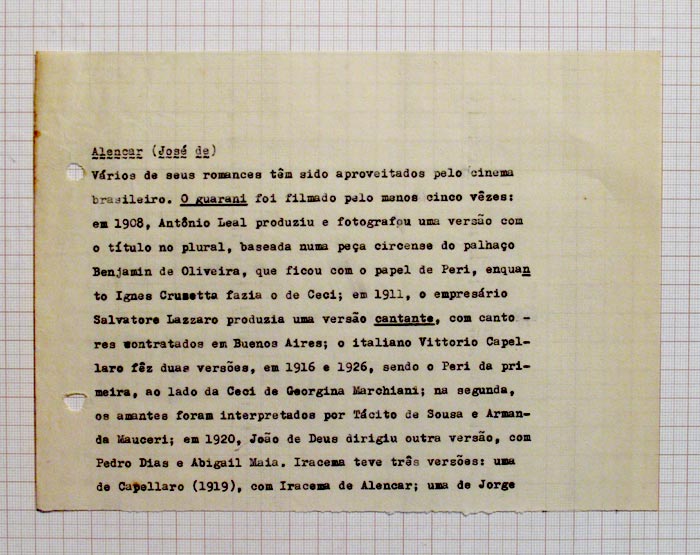 Alencar (José de)
Vários de seus romances têm sido aproveitados pelo cinema
brasileiro. O guarani foi filmado pelo menos cinco vêzes:
em 1908, Antônio Leal produziu e fotografou uma versão com
o título no plural, baseada numa peça circense do palhaço
Benjamin de Oliveira, que ficou com o papel de Peri, enquan
to Ignes Crusetta fazia o de Ceci; em 1911, o empresário
Salvatore Lazzaro produzia uma versão cantante, com canto -
res wontratados em Buenos Aires; o italiano Vittorio Capel-
laro fêz duas versões, em 1916 e 1926, sendo o Peri da pri-
meira, ao lado da Ceci de Georgina Marchiani; na segunda,
os amantes foram interpretados por Tácito de Sousa e Arman-
da Mauceri; em 1920, João de Deus dirigiu outra versão, com
Pedro Dias e Abigail Maia. Iracema teve três verzões: uma
de Capellaro (1919), com Iracema de Alencar; uma de Jorge